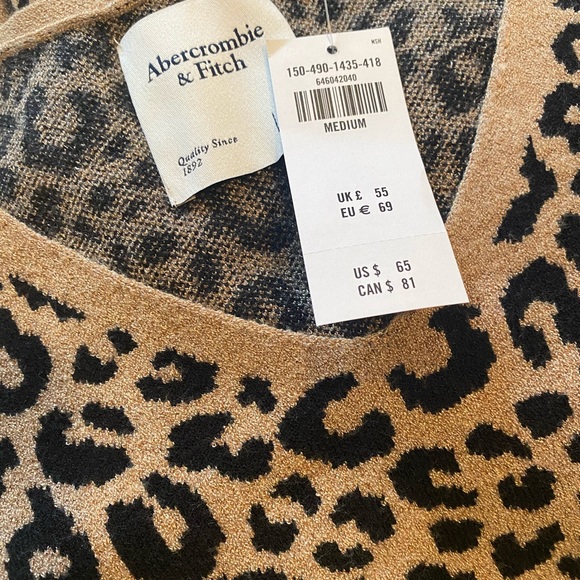 Abercrombie
& Fitch
Quality Since
1892
WSH
150-490-1435-418
646042040
MEDIUM
UK £ 55
EU € 69
US $ 65
CAN $ 81